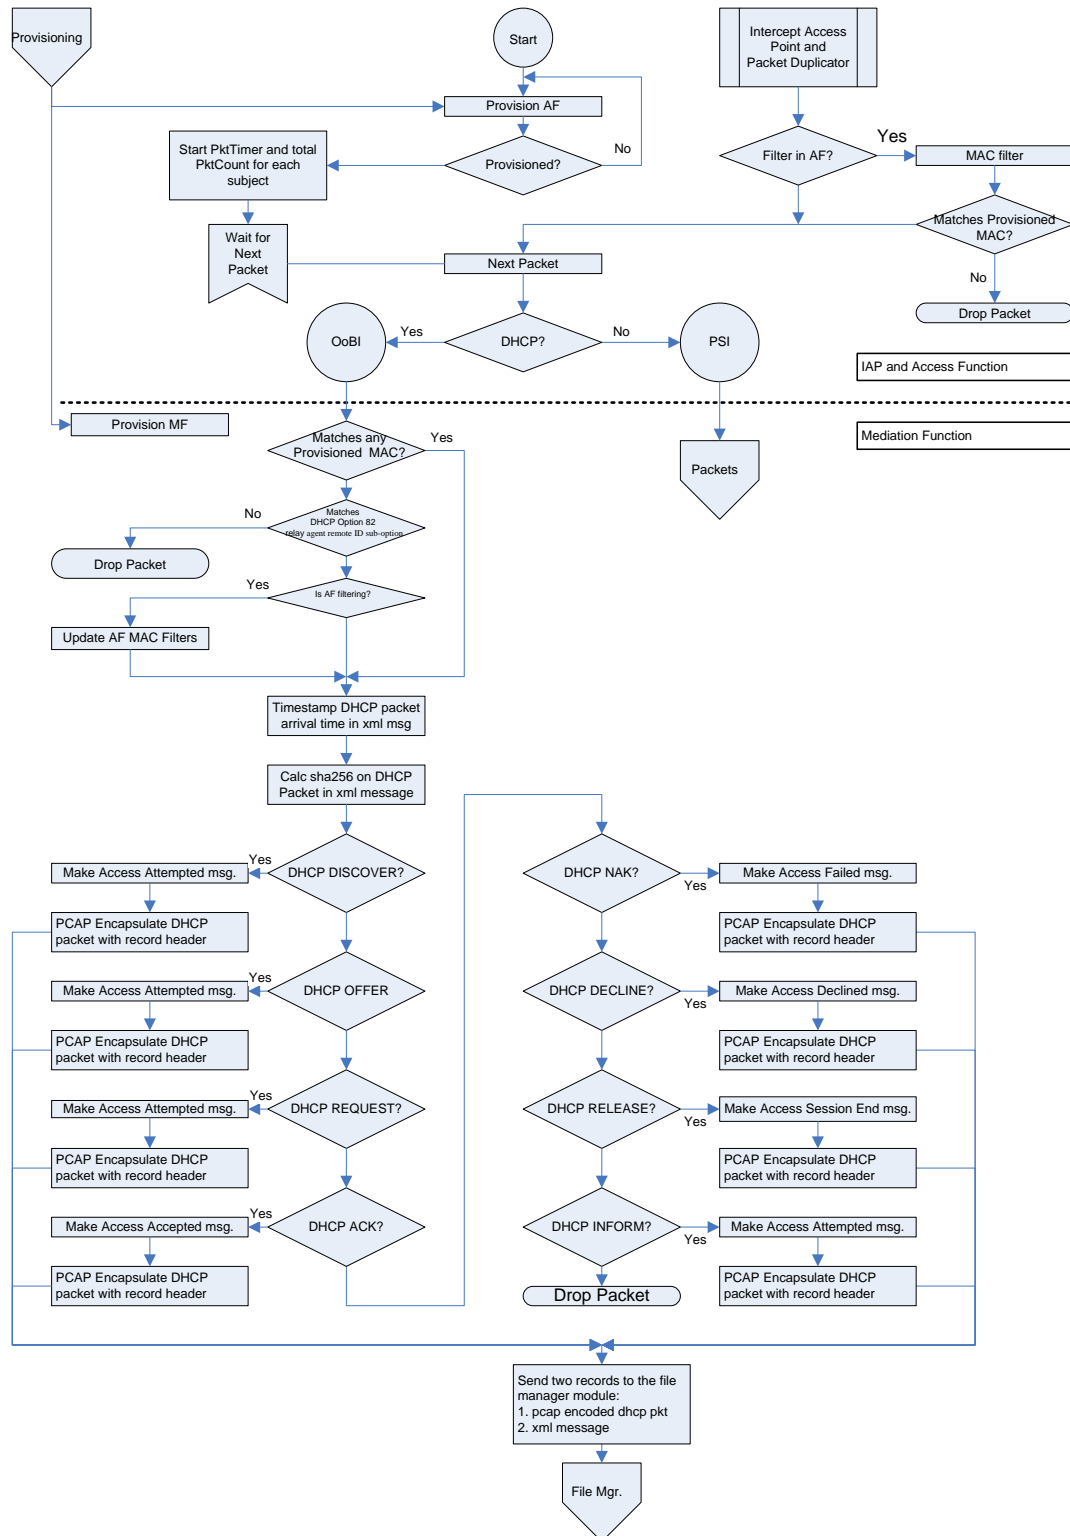 Provisioning
Start
Intercept Access
Point and
Packet Duplicator
Provision AF
Start PktTimer and total
PktCount for each
subject
Provisioned?
No
Filter in AF?
Yes
MAC filter
Matches Provisioned
MAC?
Wait for
Next
Packet
Next Packet
No
Drop Packet
OoBI
Yes
DHCP?
No
PSI
IAP and Access Function
Provision MF
Mediation Function
Matches any
Provisioned MAC?
Yes
Packets
Matches
DHCP Option 82
relay agent remote ID sub-option
No
Drop Packet
Yes
Is AF filtering?
Update AF MAC Filters
Timestamp DHCP packet
arrival time in xml msg
Calc sha256 on DHCP
Packet in xml message
Make Access Attempted msg.
Yes
DHCP DISCOVER?
DHCP NAK?
Yes
Make Access Failed msg.
PCAP Encapsulate DHCP
packet with record header
PCAP Encapsulate DHCP
packet with record header
Make Access Attempted msg.
Yes
DHCP OFFER
DHCP DECLINE?
Yes
Make Access Declined msg.
PCAP Encapsulate DHCP
packet with record header
PCAP Encapsulate DHCP
packet with record header
Make Access Attempted msg.
Yes
DHCP REQUEST?
DHCP RELEASE?
Yes
Make Access Session End msg.
PCAP Encapsulate DHCP
packet with record header
PCAP Encapsulate DHCP
packet with record header
Make Access Accepted msg.
Yes
DHCP ACK?
DHCP INFORM?
Yes
Make Access Attempted msg.
PCAP Encapsulate DHCP
packet with record header
Drop Packet
PCAP Encapsulate DHCP
packet with record header
Send two records to the file
manager module:
1. pcap encoded dhcp pkt
2. xml message
File Mgr.